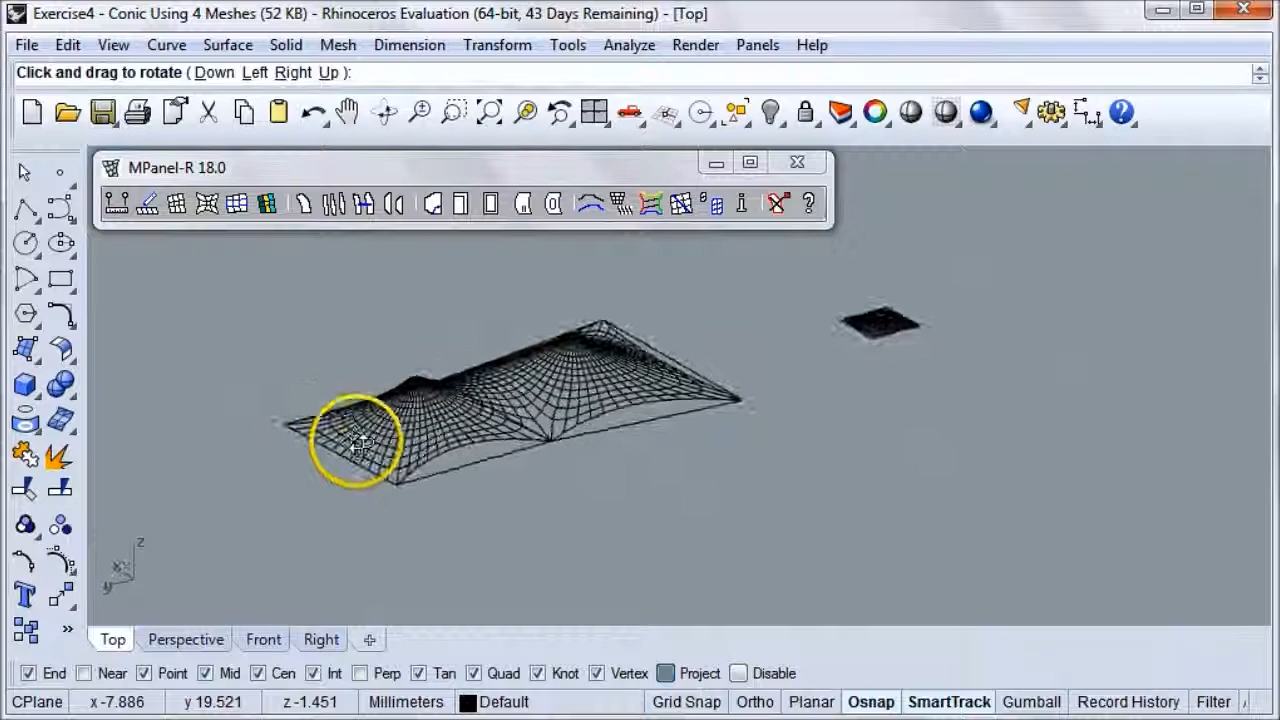 Exercise4 - Conic Using 4 Meshes (52 KB) - Rhinoceros Evaluation (64-bit, 43 Days Remaining) - [Top]
File Edit View Curve Surface Solid Mesh Dimension Transform Tools Analyze Render Panels Help
Click and drag to rotate ( Down Left Right Up ):
MPanel-R 18.0
z
y
Top Perspective Front Right
End Near Point Mid Cen Int Perp Tan Quad Knot Vertex Project Disable
CPlane x -7.886 y 19.521 z -1.451 Millimeters Default Grid Snap Ortho Planar Osnap SmartTrack Gumball Record History Filter